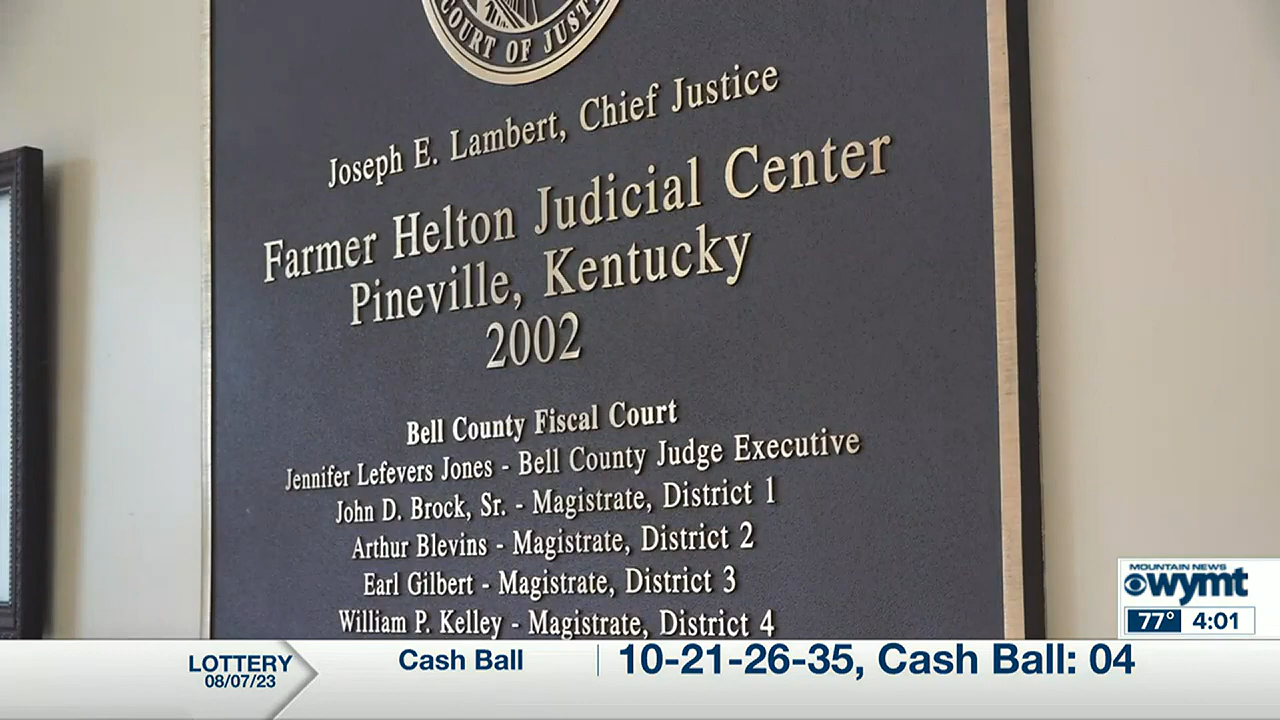 COURT OF JUSTI
Joseph E. Lambert, Chief Justice
Farmer Helton Judicial Center
Pineville, Kentucky
2002
Bell County Fiscal Court
Jennifer Lefevers Jones - Bell County Judge Executive
John D. Brock, Sr. - Magistrate, District 1
Arthur Blevins - Magistrate, District 2
Earl Gilbert - Magistrate, District 3
William P. Kelley - Magistrate, District 4
MOUNTAIN NEWS
wymt
77° 4:01
LOTTERY
08/07/23
Cash Ball
10-21-26-35, Cash Ball: 04